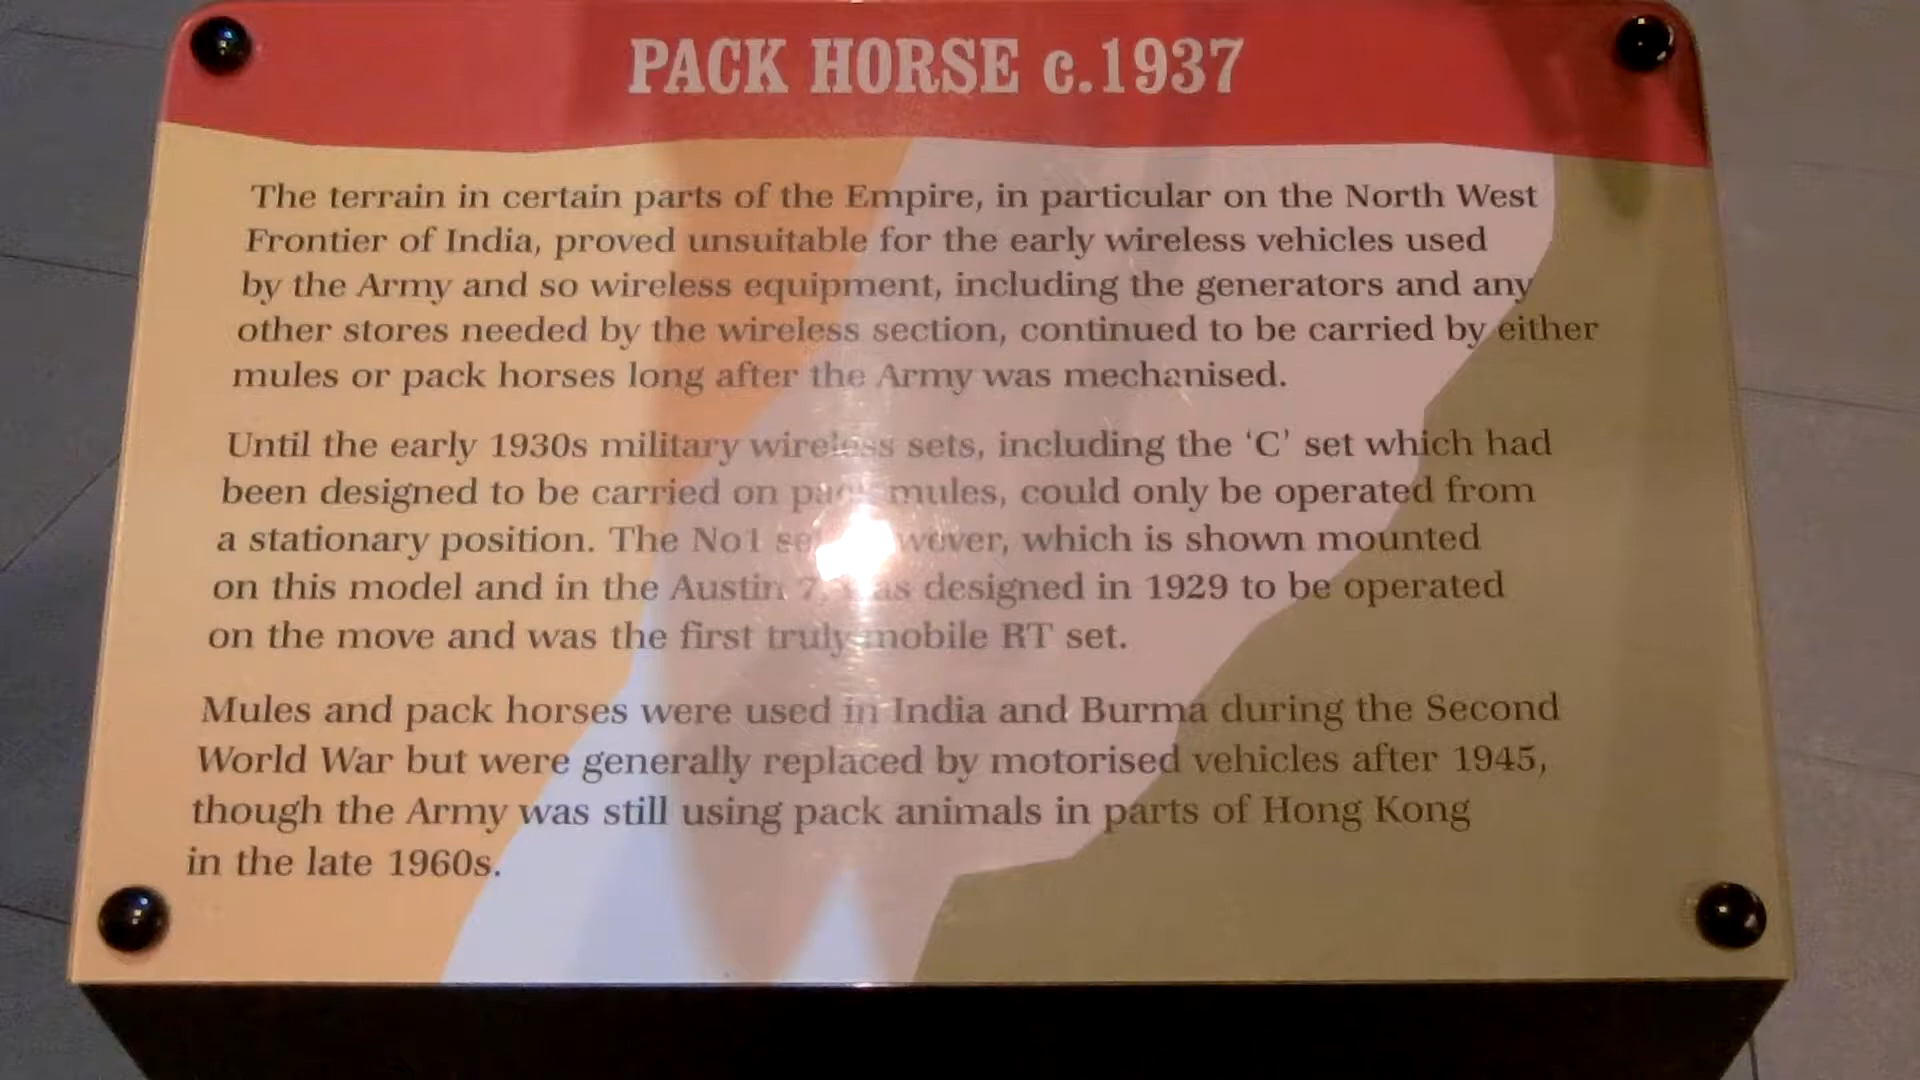 PACK HORSE c.1937
The terrain in certain parts of the Empire, in particular on the North West
Frontier of India, proved unsuitable for the early wireless vehicles used
by the Army and so wireless equipment, including the generators and any
other stores needed by the wireless section, continued to be carried by either
mules or pack horses long after the Army was mechanised.
Until the early 1930s military wireless sets, including the ‘C’ set which had
been designed to be carried on pack mules, could only be operated from
a stationary position. The No1 which is shown mounted
on this model and in the Austin 7, designed in 1929 to be operated
on the move and was the first truly mobile RT set.
Mules and pack horses were used in India and Burma during the Second
World War but were generally replaced by motorised vehicles after 1945,
though the Army was still using pack animals in parts of Hong Kong
in the late 1960s.